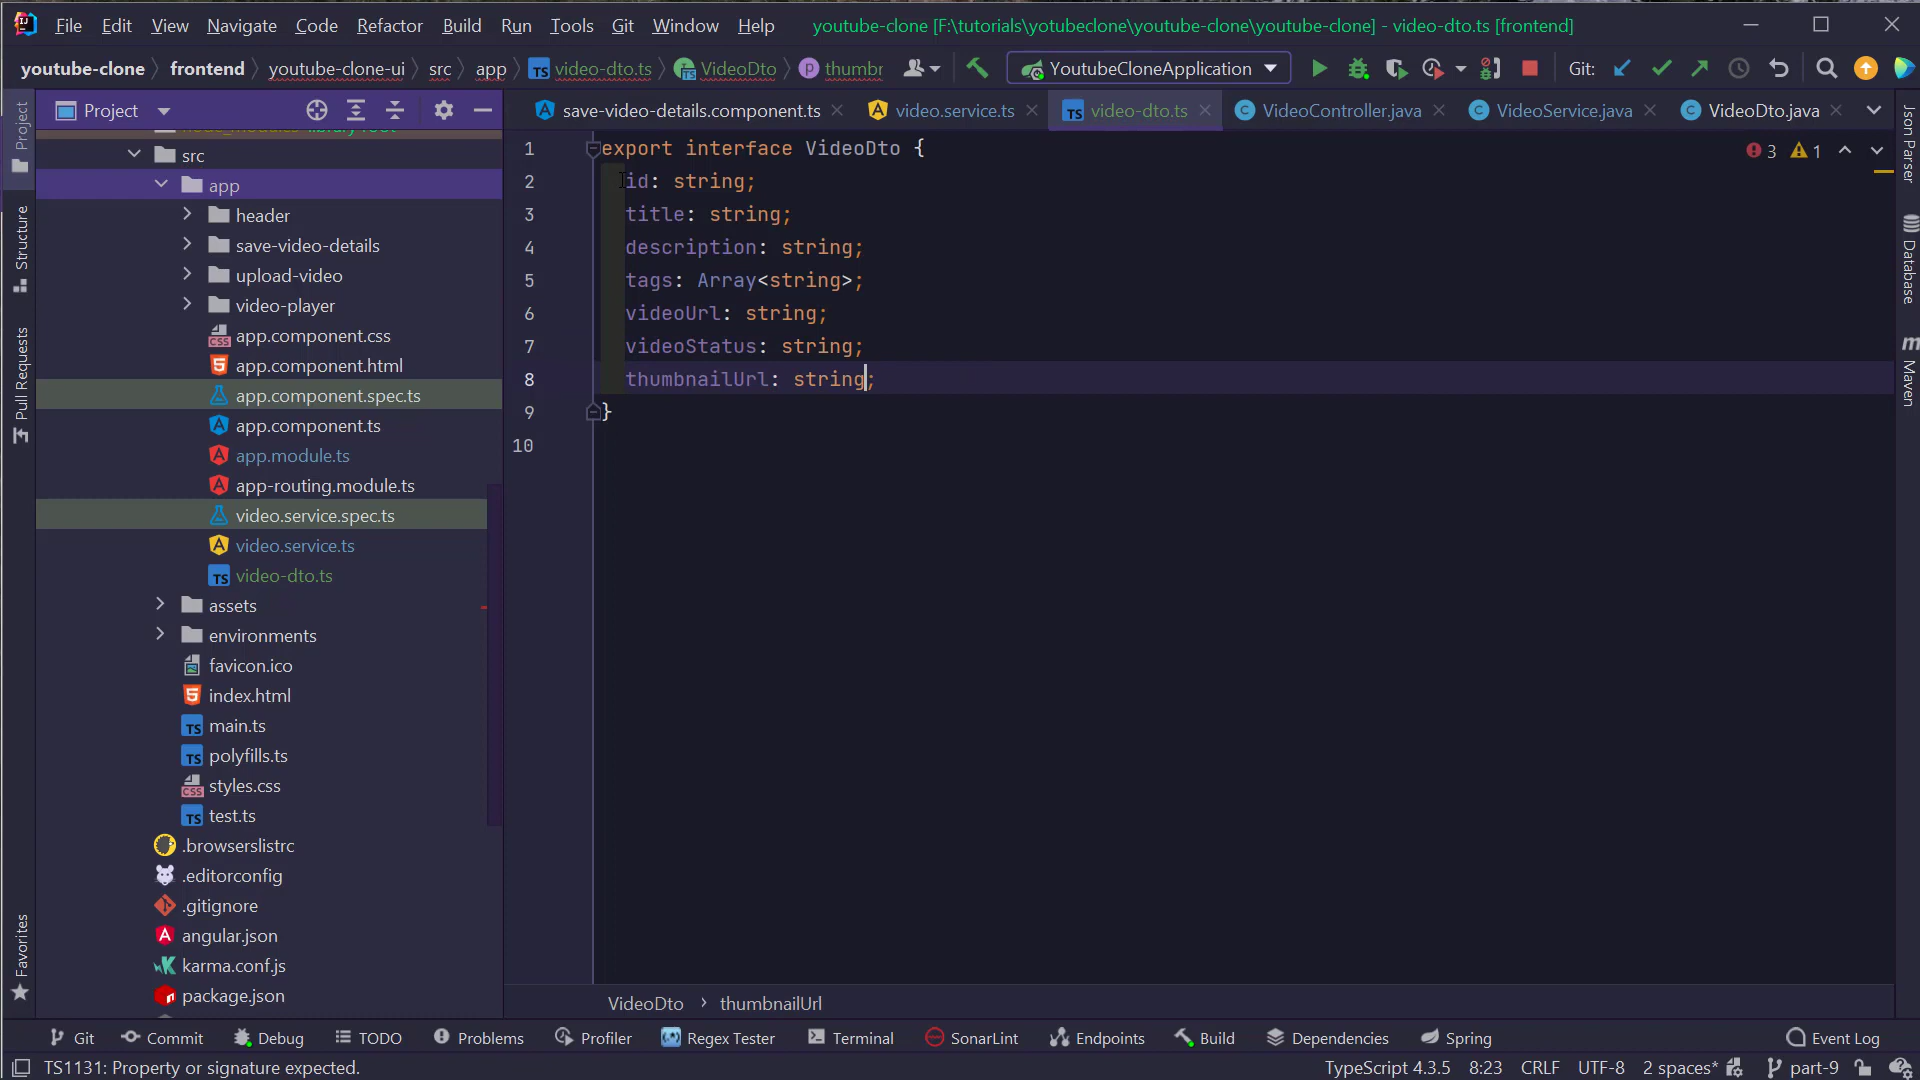 File Edit View Navigate Code Refactor Build Run Tools Git Window Help youtube-clone [F:\tutorials\yotubeclone\youtube-clone\youtube-clone] - video-dto.ts [frontend]
youtube-clone frontend youtube-clone-ui src app video-dto.ts VideoDto thumbr YoutubeCloneApplication Git:
Project save-video-details.component.ts video.service.ts video-dto.ts VideoController.java VideoService.java VideoDto.java
src
app
header
save-video-details
upload-video
video-player
app.component.css
app.component.html
app.component.spec.ts
app.component.ts
app.module.ts
app-routing.module.ts
video.service.spec.ts
video.service.ts
video-dto.ts
assets
environments
favicon.ico
index.html
main.ts
polyfills.ts
styles.css
test.ts
.browserslistrc
.editorconfig
.gitignore
angular.json
karma.conf.js
package.json
1 export interface VideoDto {
2 id: string;
3 title: string;
4 description: string;
5 tags: Array<string>;
6 videoUrl: string;
7 videoStatus: string;
8 thumbnailUrl: string;
9 }
10
3 1
Project
Structure
Pull Requests
Favorites
Json Parser
Database
Maven
VideoDto thumbnailUrl
Git Commit Debug TODO Problems Profiler Regex Tester Terminal SonarLint Endpoints Build Dependencies Spring Event Log
TS1131: Property or signature expected. TypeScript 4.3.5 8:23 CRLF UTF-8 2 spaces* part-9